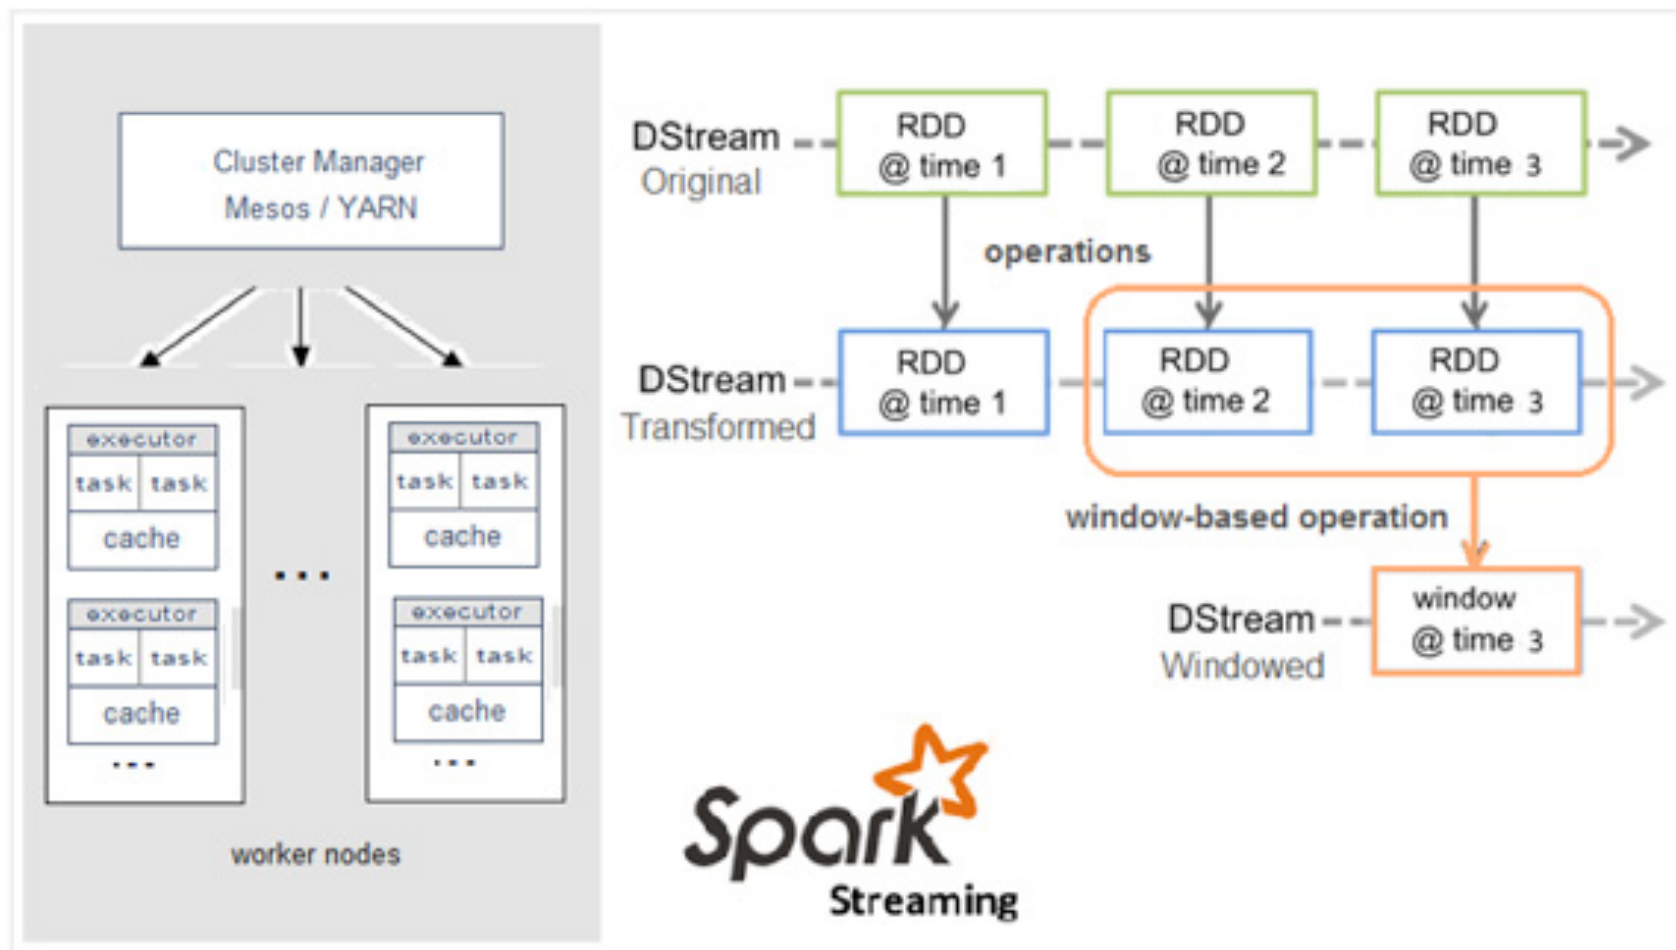 Cluster Manager
Mesos / YARN
executor
task task
cache
executor
task task
cache
...
...
executor
task task
cache
executor
task task
cache
...
worker nodes
DStream
Original
RDD
@ time 1
RDD
@ time 2
RDD
@ time 3
operations
DStream
Transformed
RDD
@ time 1
RDD
@ time 2
RDD
@ time 3
window-based operation
DStream
Windowed
window
@ time 3
Spark
Streaming